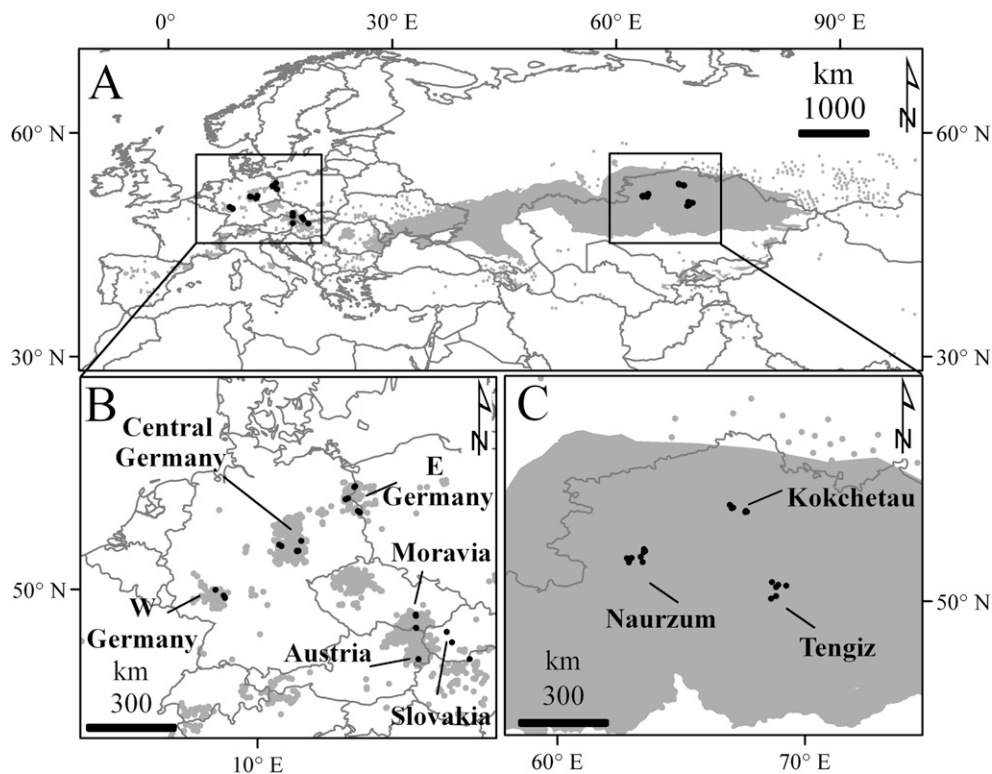 0°
30° E
60° E
90° E
A
km
1000
N
60° N
60° N
30° N
30° N
B
Central
Germany
E
Germany
N
Moravia
50° N
W
Germany
Austria
km
300
Slovakia
10° E
C
N
Kokchetau
Naurzum
50° N
Tengiz
km
300
60° E
70° E